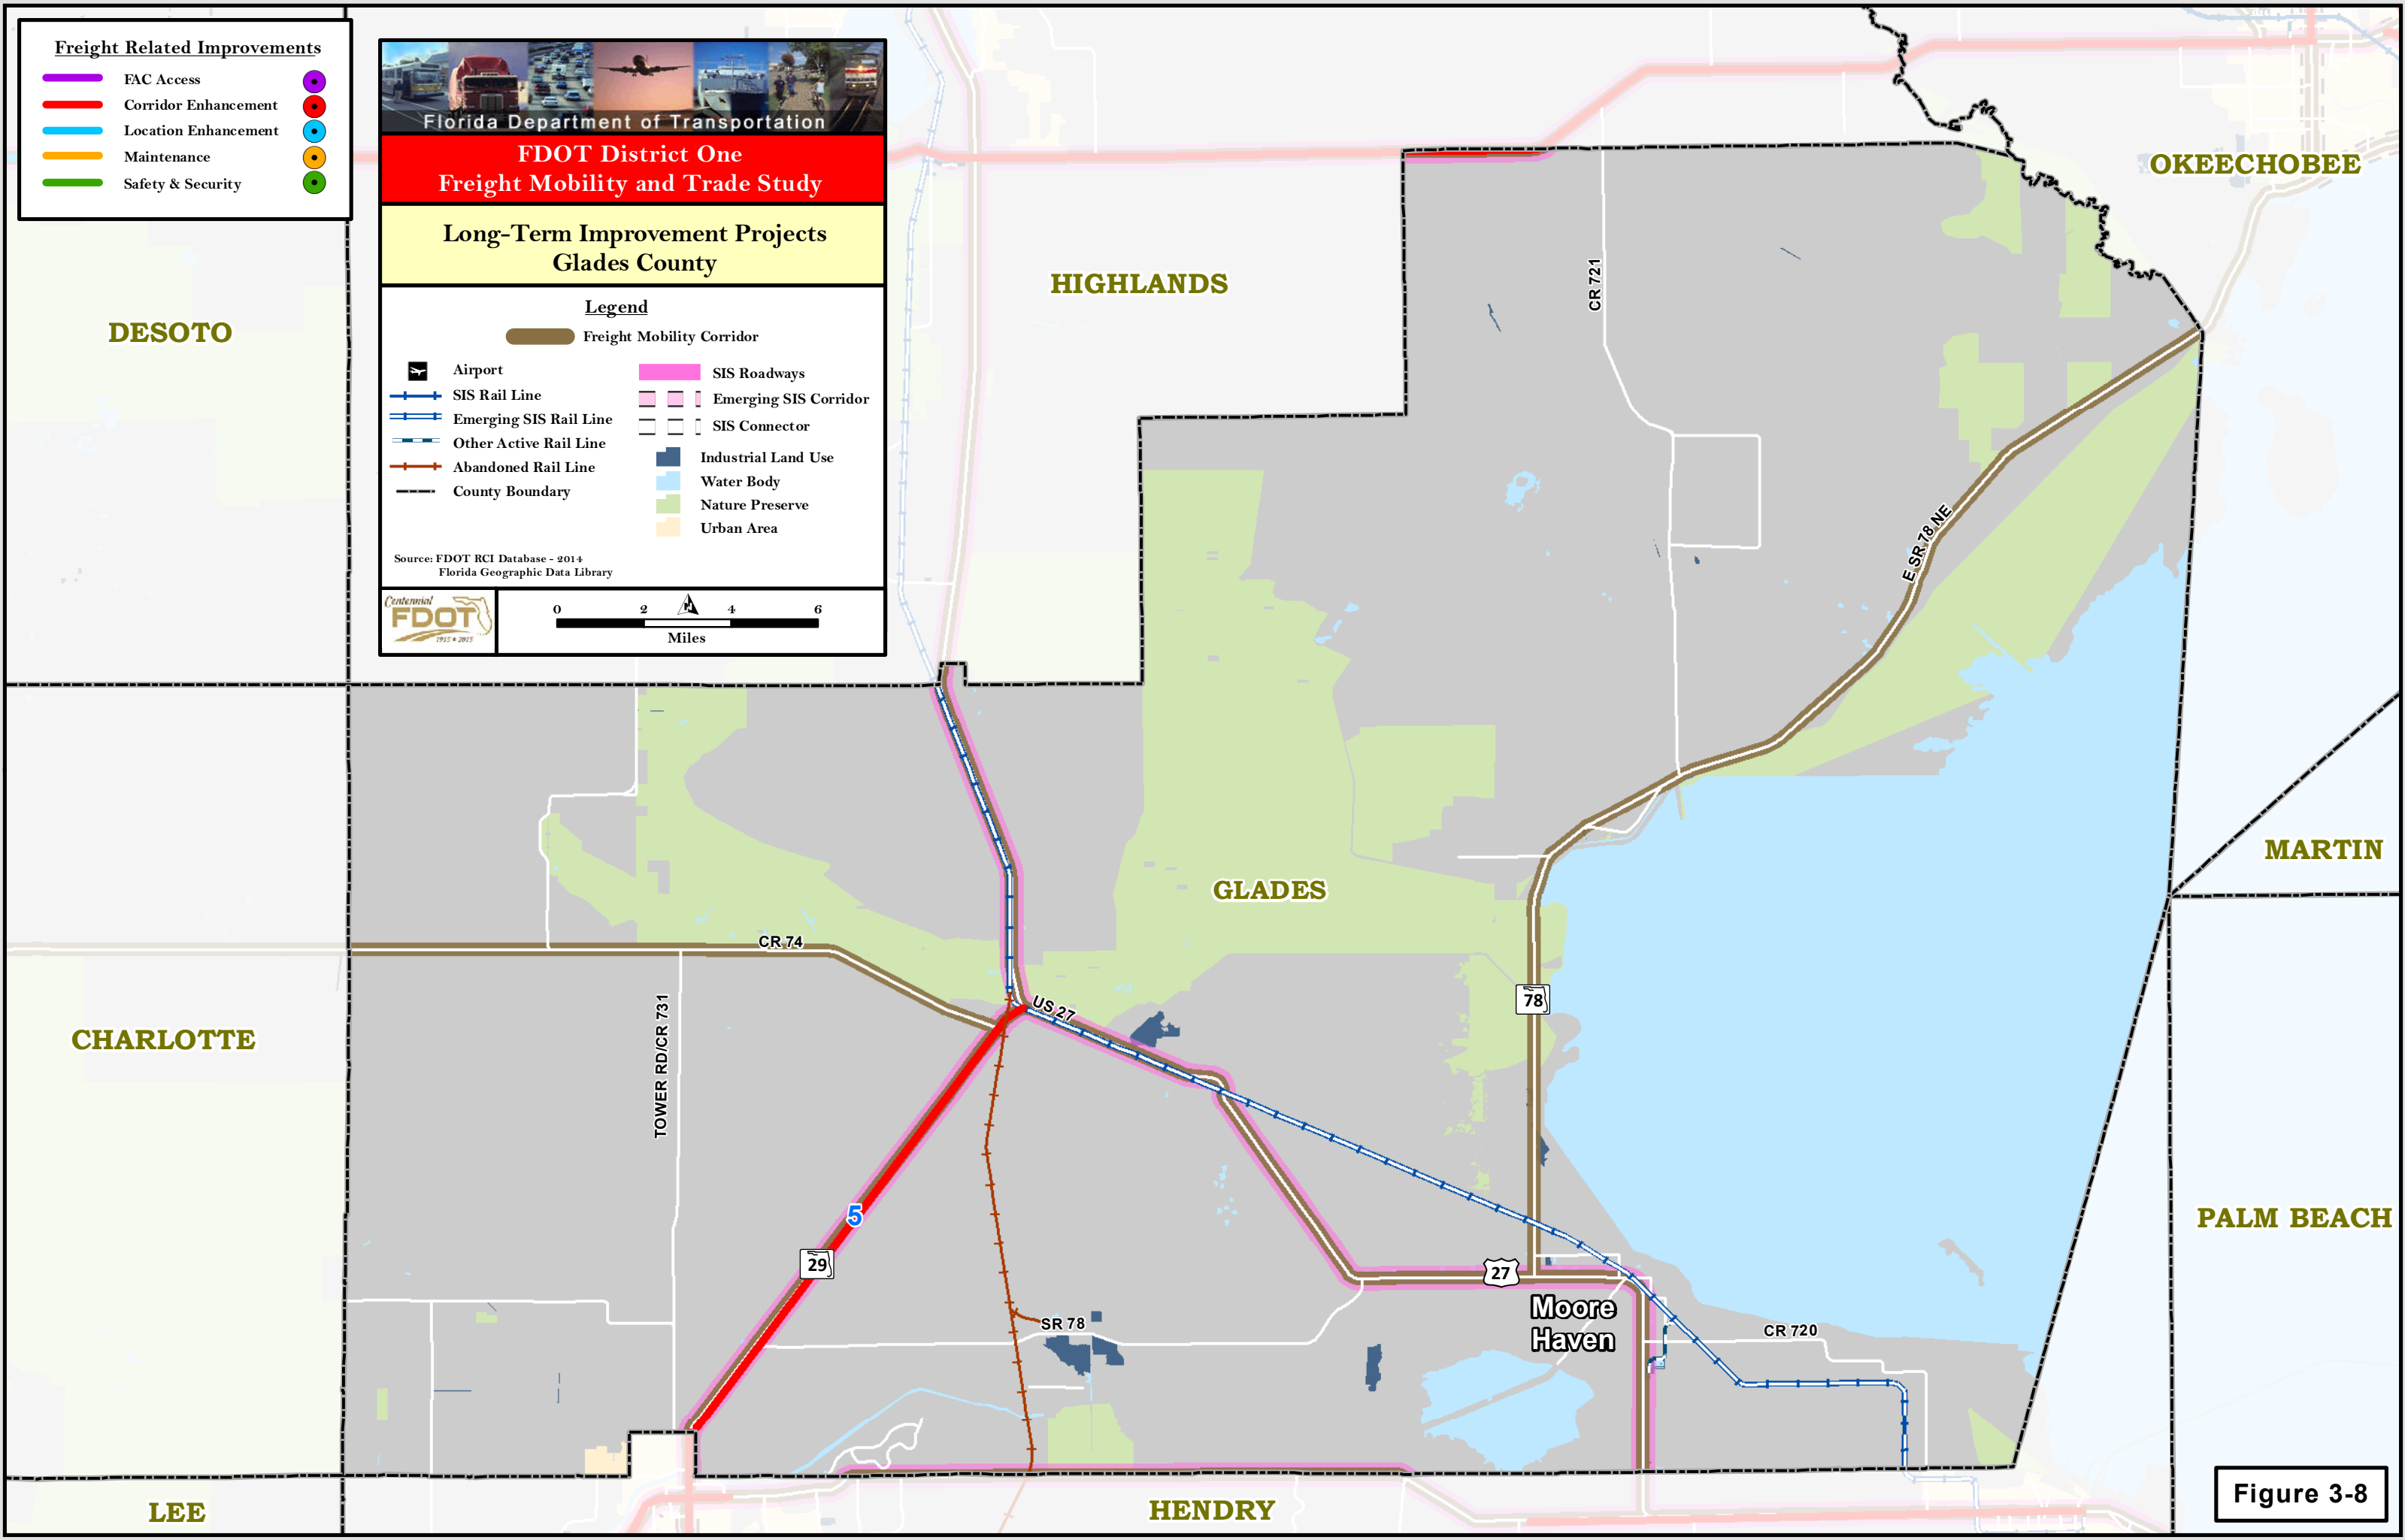 Freight Related Improvements
FAC Access
Corridor Enhancement
Location Enhancement
Maintenance
Safety & Security
Florida Department of Transportation
FDOT District One
Freight Mobility and Trade Study
Long-Term Improvement Projects
Glades County
Legend
Freight Mobility Corridor
Airport
SIS Rail Line
Emerging SIS Rail Line
Other Active Rail Line
Abandoned Rail Line
County Boundary
SIS Roadways
Emerging SIS Corridor
SIS Connector
Industrial Land Use
Water Body
Nature Preserve
Urban Area
Source: FDOT RCI Database - 2014
Florida Geographic Data Library
Centennial
FDOT
1915 ★ 2015
0 2 4 6
Miles
OKEECHOBEE
HIGHLANDS
DESOTO
CR 721
E SR 78 NE
MARTIN
GLADES
CR 74
US 27
78
CHARLOTTE
TOWER RD/CR 731
5
29
27
PALM BEACH
Moore
Haven
SR 78
CR 720
LEE
HENDRY
Figure 3-8